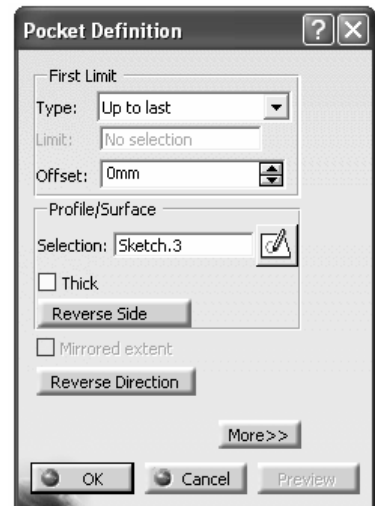 Pocket Definition
First Limit
Type: Up to last
Limit: No selection
Offset: 0mm
Profile/Surface
Selection: Sketch.3
Thick
Reverse Side
Mirrored extent
Reverse Direction
More>>
OK Cancel Preview